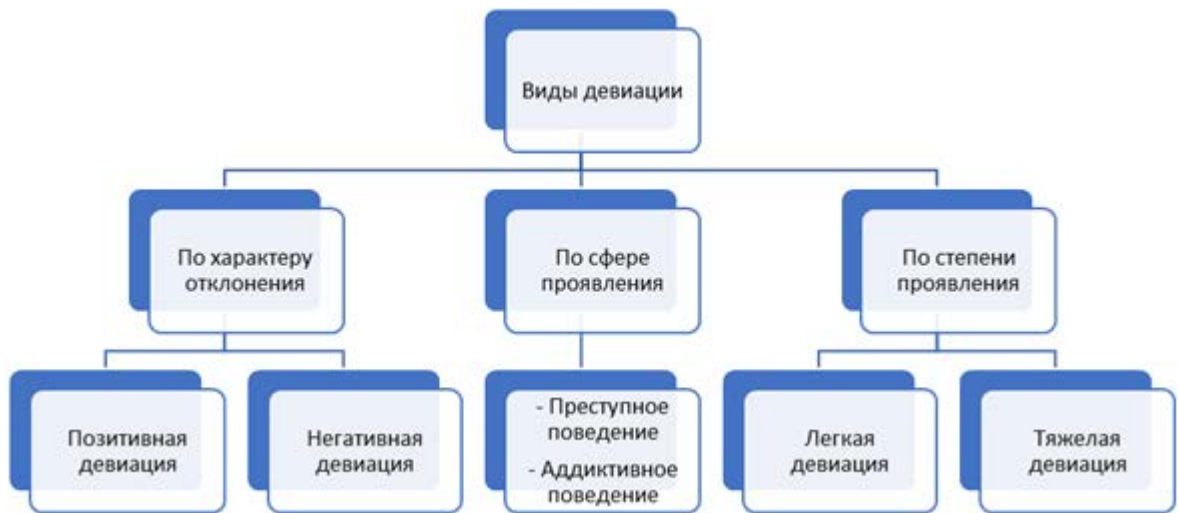 Виды девиации
По характеру
отклонения
По сфере
проявления
По степени
проявления
Позитивная
девиация
Негативная
девиация
- Преступное
поведение
- Аддиктивное
поведение
Легкая
девиация
Тяжелая
девиация